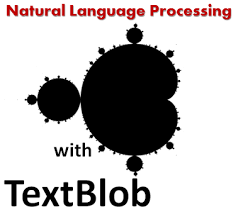 Natural Language Processing
with
TextBlob